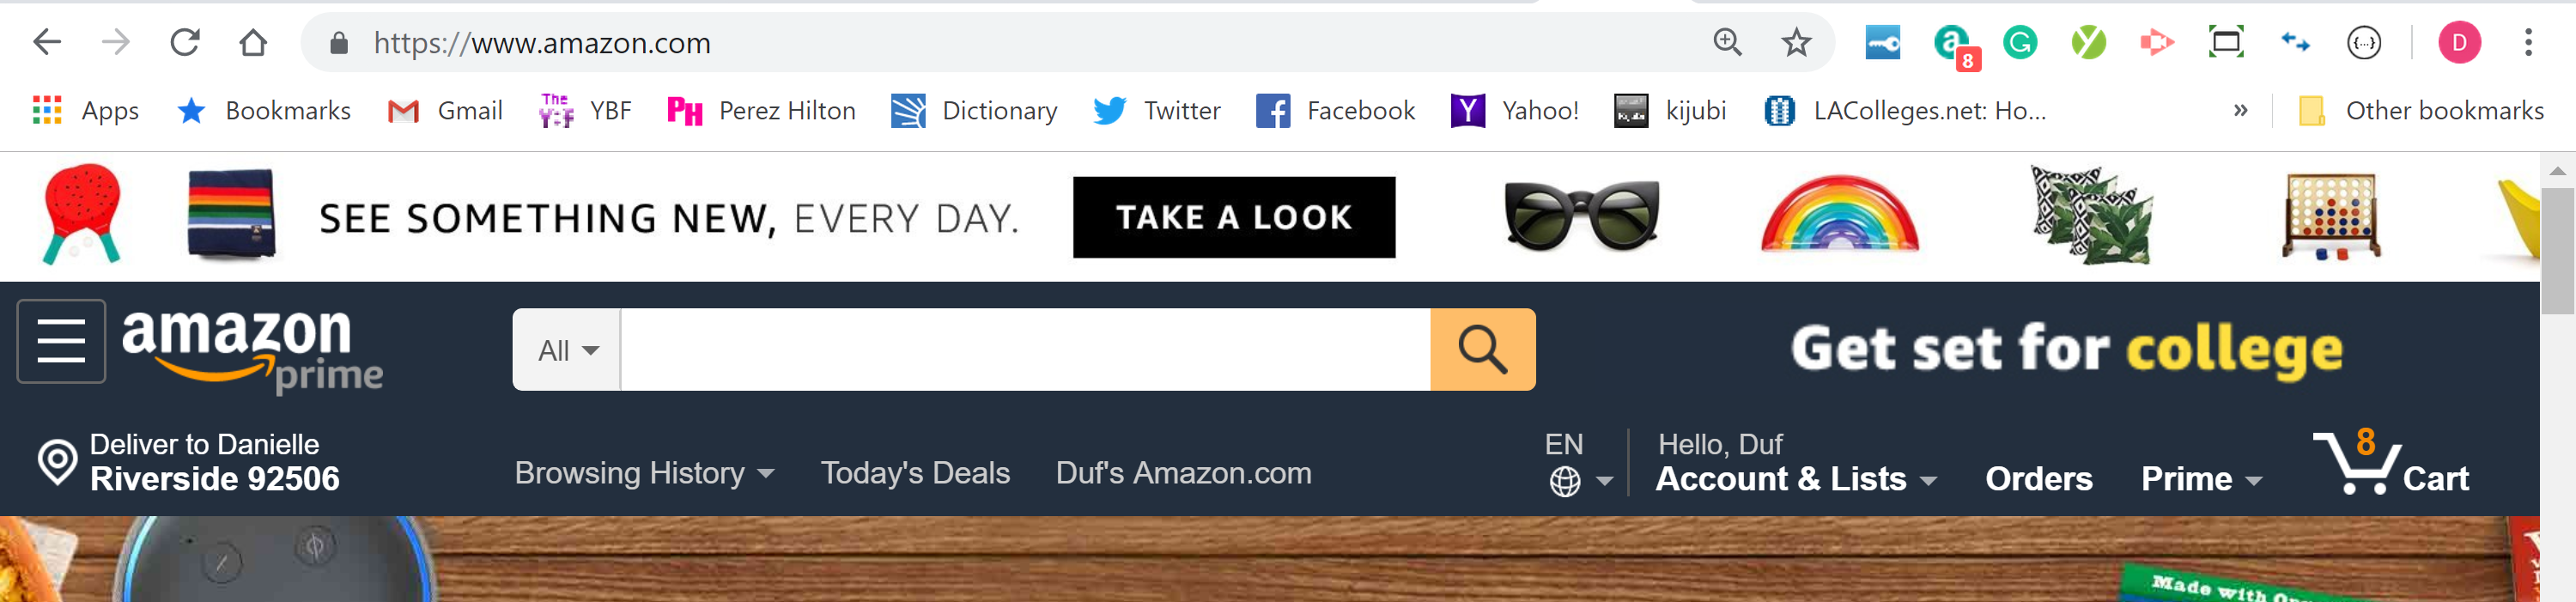 https://www.amazon.com
8
D
Apps Bookmarks Gmail The YBF YBF PH Perez Hilton Dictionary Twitter Facebook Y Yahoo! kijubi LAColleges.net: Ho... » Other bookmarks
SEE SOMETHING NEW, EVERY DAY. TAKE A LOOK
amazon prime
All
Get set for college
Deliver to Danielle
Riverside 92506
Browsing History Today's Deals Duf's Amazon.com
EN
Hello, Duf
Account & Lists Orders Prime 8 Cart
Made with